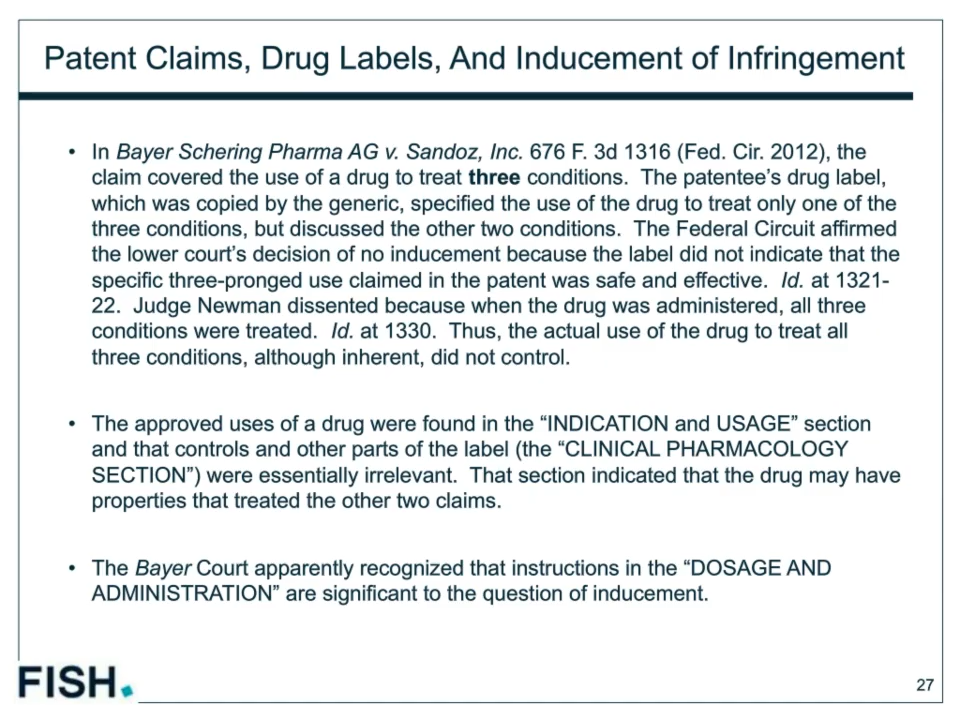 Patent Claims, Drug Labels, And Inducement of Infringement
• In Bayer Schering Pharma AG v. Sandoz, Inc. 676 F. 3d 1316 (Fed. Cir. 2012), the
claim covered the use of a drug to treat three conditions. The patentee’s drug label,
which was copied by the generic, specified the use of the drug to treat only one of the
three conditions, but discussed the other two conditions. The Federal Circuit affirmed
the lower court’s decision of no inducement because the label did not indicate that the
specific three-pronged use claimed in the patent was safe and effective. Id. at 1321-
22. Judge Newman dissented because when the drug was administered, all three
conditions were treated. Id. at 1330. Thus, the actual use of the drug to treat all
three conditions, although inherent, did not control.
• The approved uses of a drug were found in the “INDICATION and USAGE” section
and that controls and other parts of the label (the “CLINICAL PHARMACOLOGY
SECTION”) were essentially irrelevant. That section indicated that the drug may have
properties that treated the other two claims.
• The Bayer Court apparently recognized that instructions in the “DOSAGE AND
ADMINISTRATION” are significant to the question of inducement.
FISH.
27